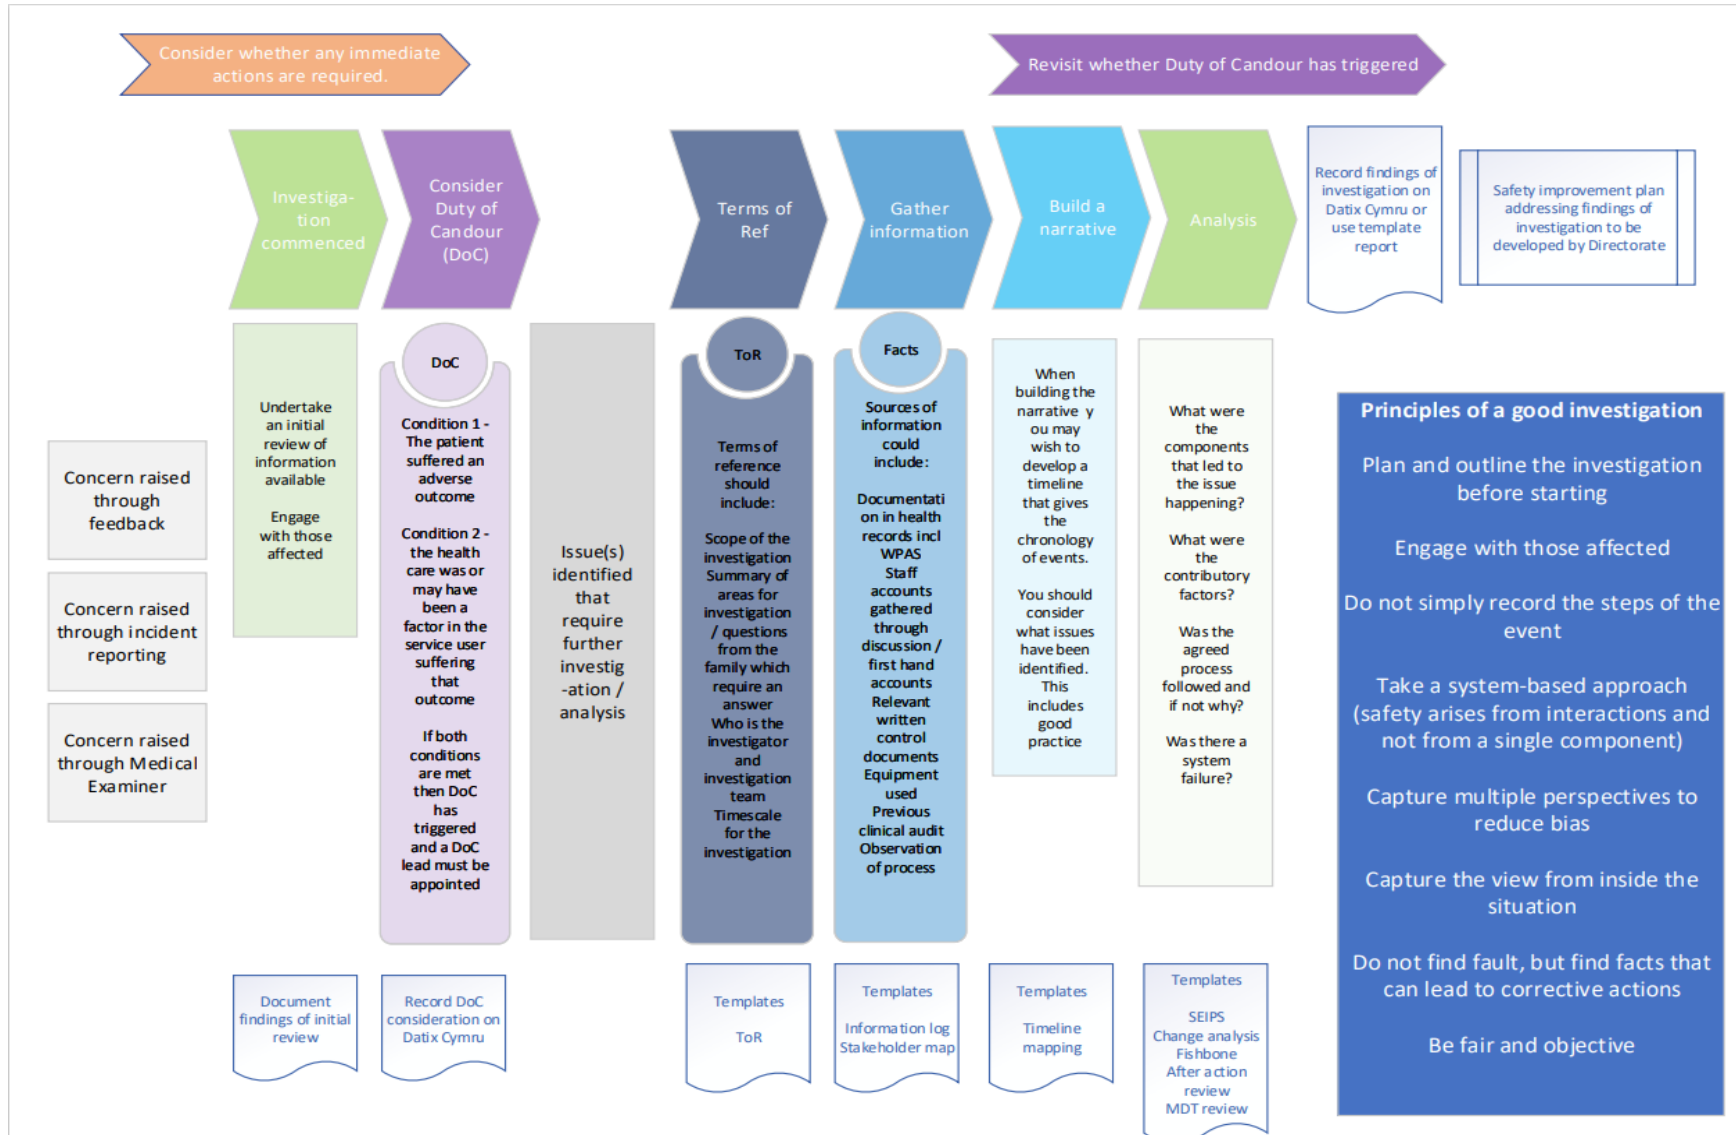 Consider whether any immediate
actions are required.
Revisit whether Duty of Candour has triggered
Investiga-
tion
commenced
Consider
Duty of
Candour
(DoC)
Terms of
Ref
Gather
information
Build a
narrative
Analysis
Record findings of
investigation on
Datix Cymru or
use template
report
Safety improvement plan
addressing findings of
investigation to be
developed by Directorate
Concern raised
through
feedback
Concern raised
through incident
reporting
Concern raised
through Medical
Examiner
Undertake
an initial
review of
information
available
Engage
with those
affected
DoC
Condition 1 -
The patient
suffered an
adverse
outcome
Condition 2 -
the health
care was or
may have
been a
factor in the
service user
suffering
that
outcome
If both
conditions
are met
then DoC
has
triggered
and a DoC
lead must be
appointed
Issue(s)
identified
that
require
further
investig
-ation /
analysis
ToR
Terms of
reference
should
include:
Scope of the
investigation
Summary of
areas for
investigation
/ questions
from the
family which
require an
answer
Who is the
investigator
and
investigation
team
Timescale
for the
investigation
Facts
Sources of
information
could
include:
Documentati
on in health
records incl
WPAS
Staff
accounts
gathered
through
discussion /
first hand
accounts
Relevant
written
control
documents
Equipment
used
Previous
clinical audit
Observation
of process
When
building the
narrative y
ou may
wish to
develop a
timeline
that gives
the
chronology
of events.
You should
consider
what issues
have been
identified.
This
includes
good
practice
What were
the
components
that led to
the issue
happening?
What were
the
contributory
factors?
Was the
agreed
process
followed and
if not why?
Was there a
system
failure?
Principles of a good investigation
Plan and outline the investigation
before starting
Engage with those affected
Do not simply record the steps of the
event
Take a system-based approach
(safety arises from interactions and
not from a single component)
Capture multiple perspectives to
reduce bias
Capture the view from inside the
situation
Do not find fault, but find facts that
can lead to corrective actions
Be fair and objective
Document
findings of initial
review
Record DoC
consideration on
Datix Cymru
Templates
ToR
Templates
Information log
Stakeholder map
Templates
Timeline
mapping
Templates
SEIPS
Change analysis
Fishbone
After action
review
MDT review